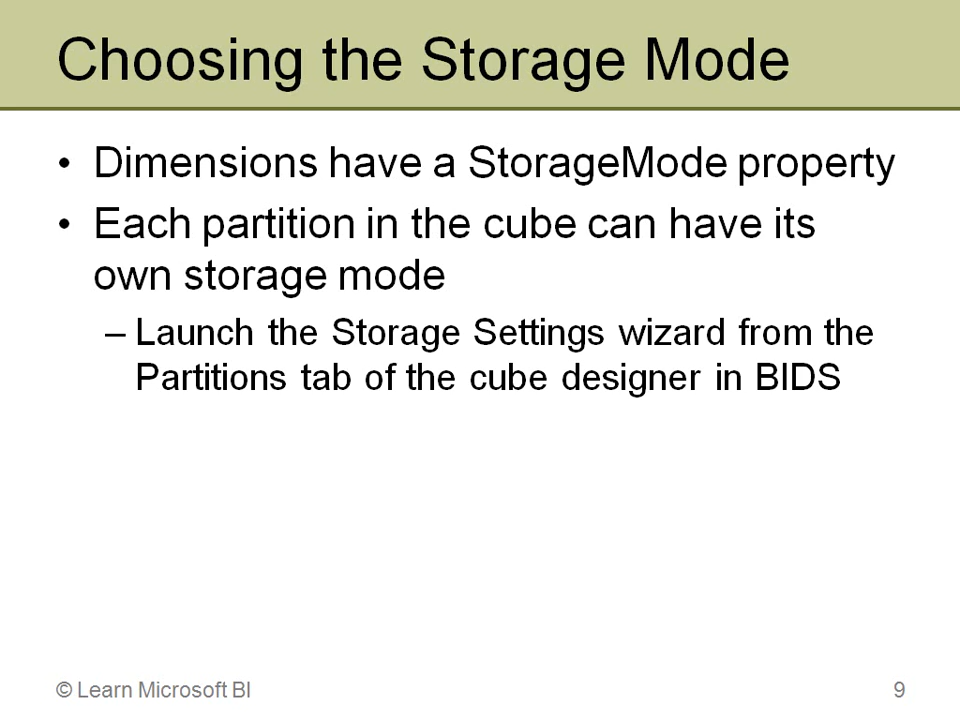 Choosing the Storage Mode
• Dimensions have a StorageMode property
• Each partition in the cube can have its
own storage mode
– Launch the Storage Settings wizard from the
Partitions tab of the cube designer in BIDS
© Learn Microsoft BI
9